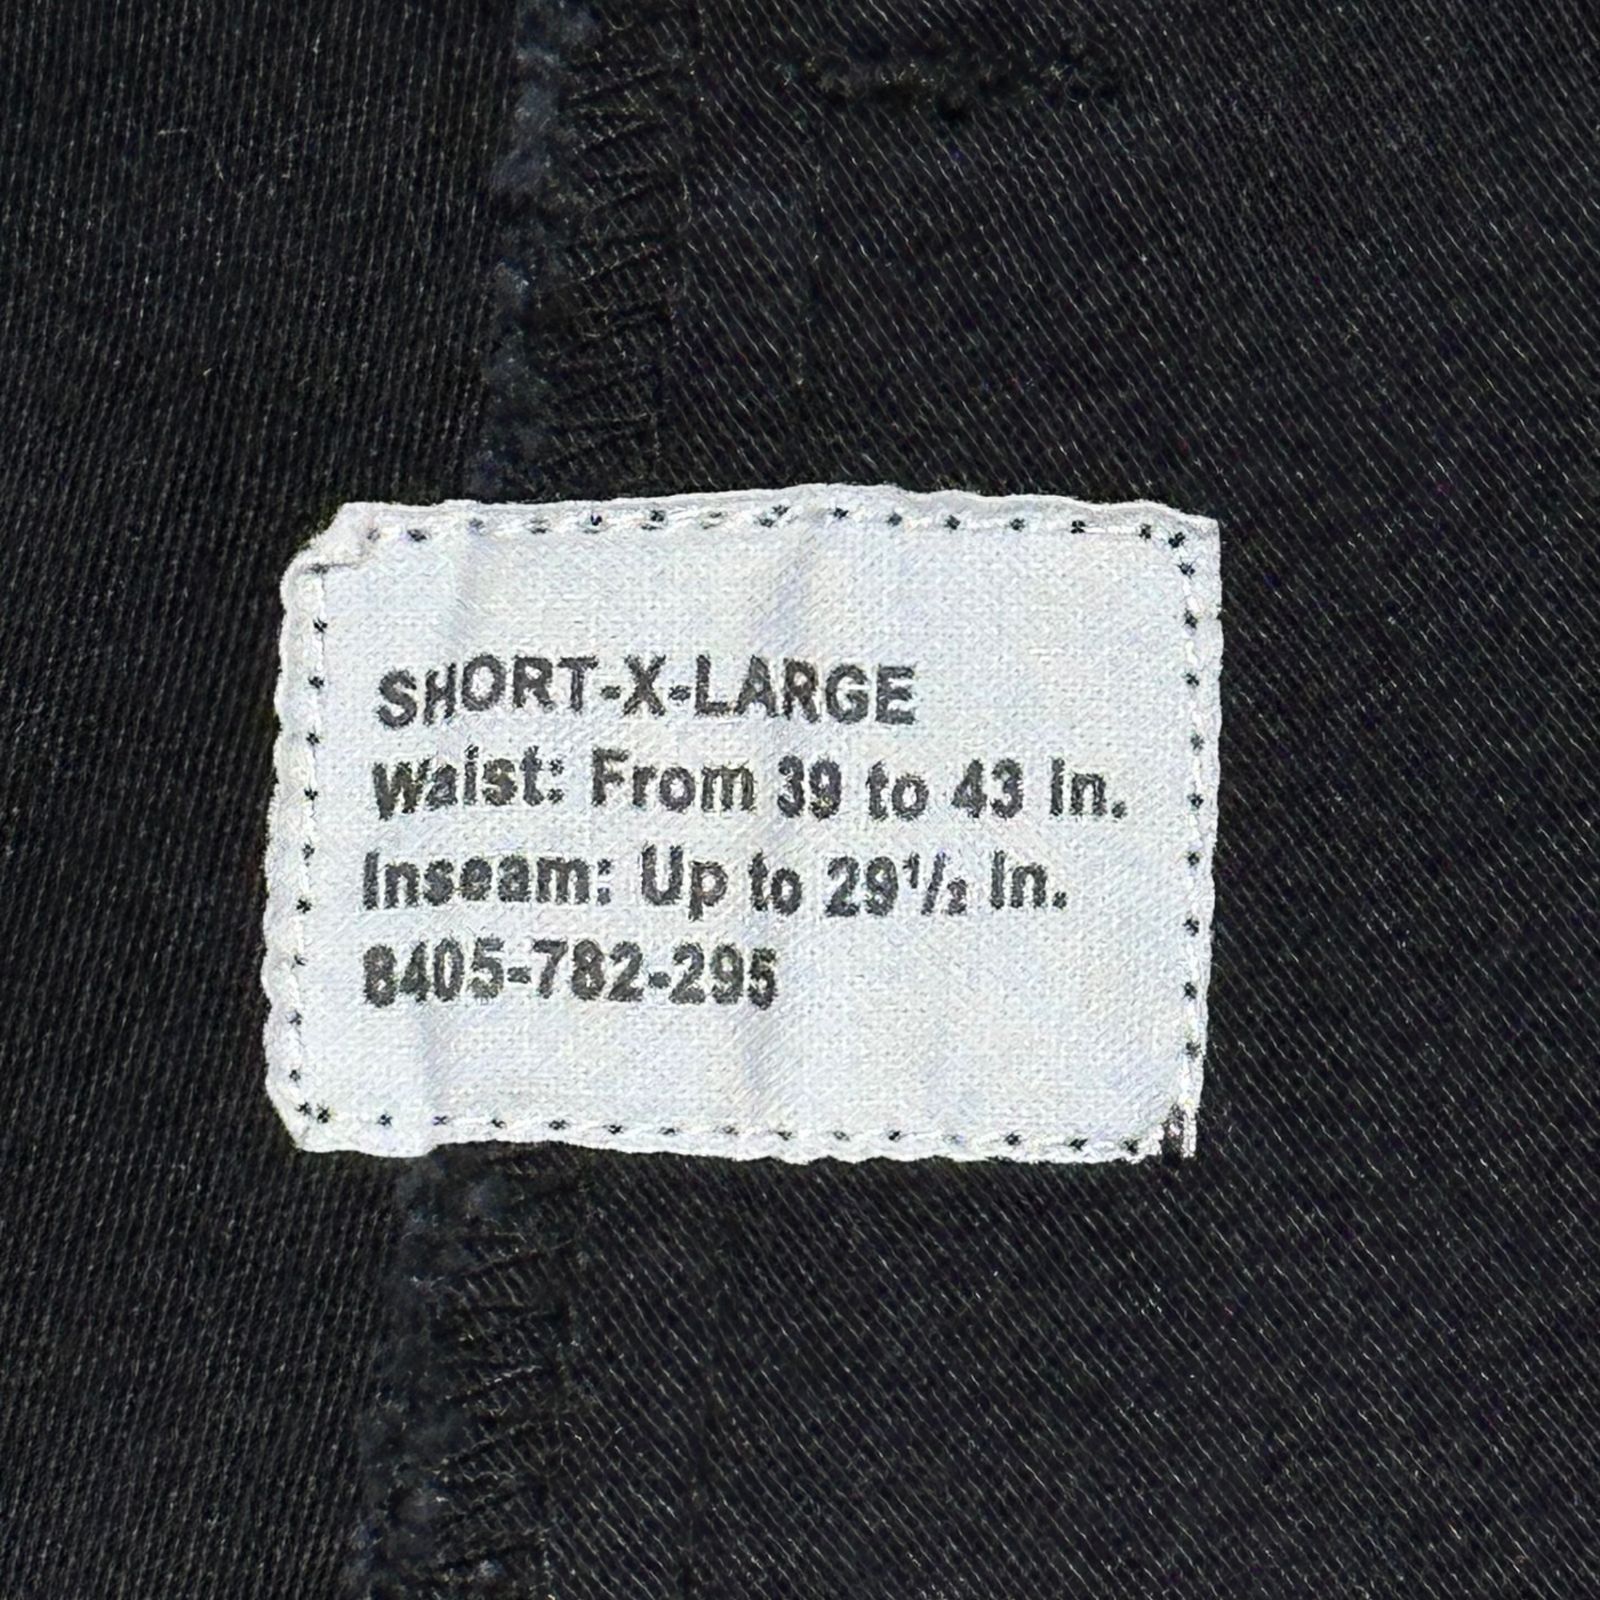 SHORT-X-LARGE
Waist: From 39 to 43 in.
Inseam: Up to 29¹/₂ in.
8405-782-295